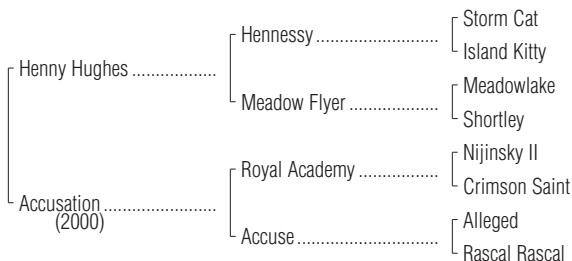 Storm Cat
Hennessy ....................
Island Kitty
Henny Hughes ..................
Meadowlake
Meadow Flyer ...............
Shortley
Nijinsky II
Royal Academy .............
Crimson Saint
Accusation ........................
(2000)
Alleged
Accuse ........................
Rascal Rascal